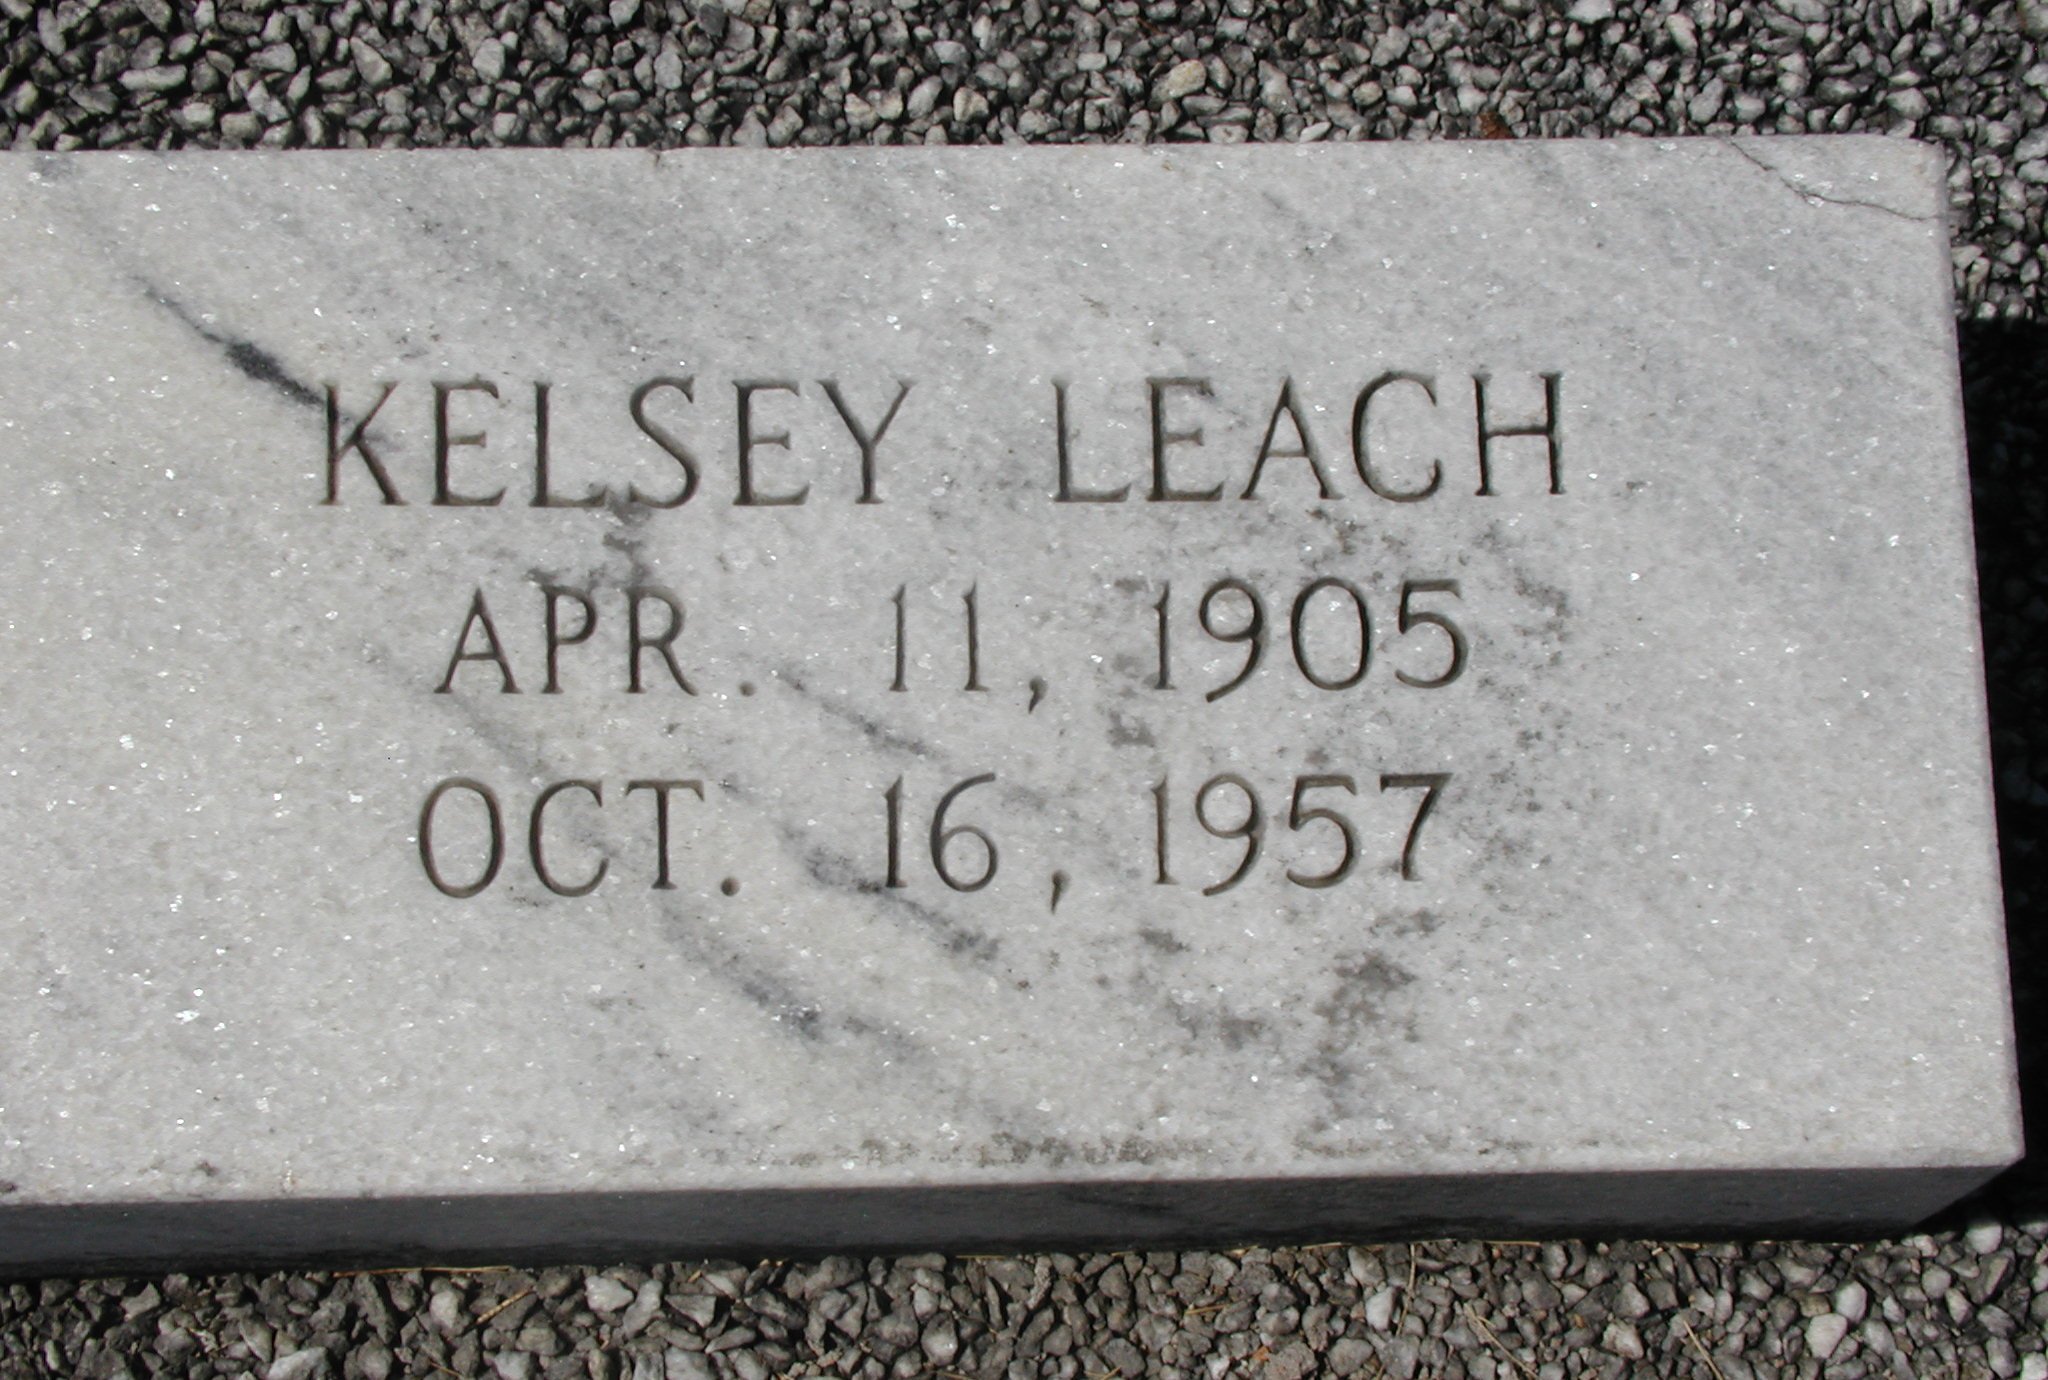 KELSEY LEACH
APR. 11, 1905
OCT. 16, 1957